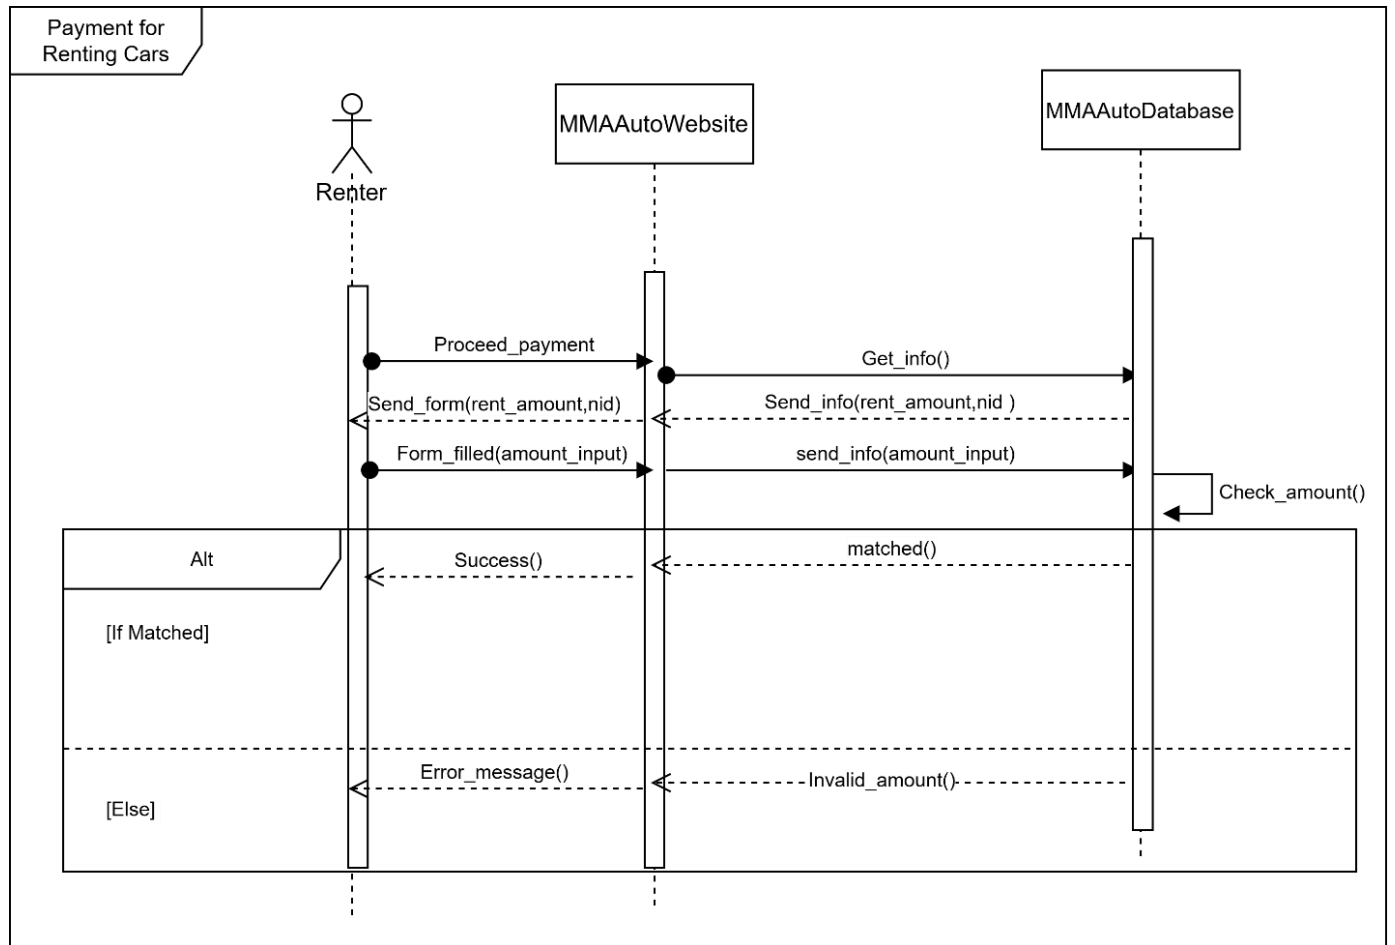 Payment for
Renting Cars
Renter
MMAAutoWebsite
MMAAutoDatabase
Proceed_payment
Get_info()
Send_form(rent_amount,nid)
Send_info(rent_amount,nid )
Form_filled(amount_input)
send_info(amount_input)
Check_amount()
Alt
Success()
matched()
[If Matched]
Error_message()
Invalid_amount()
[Else]